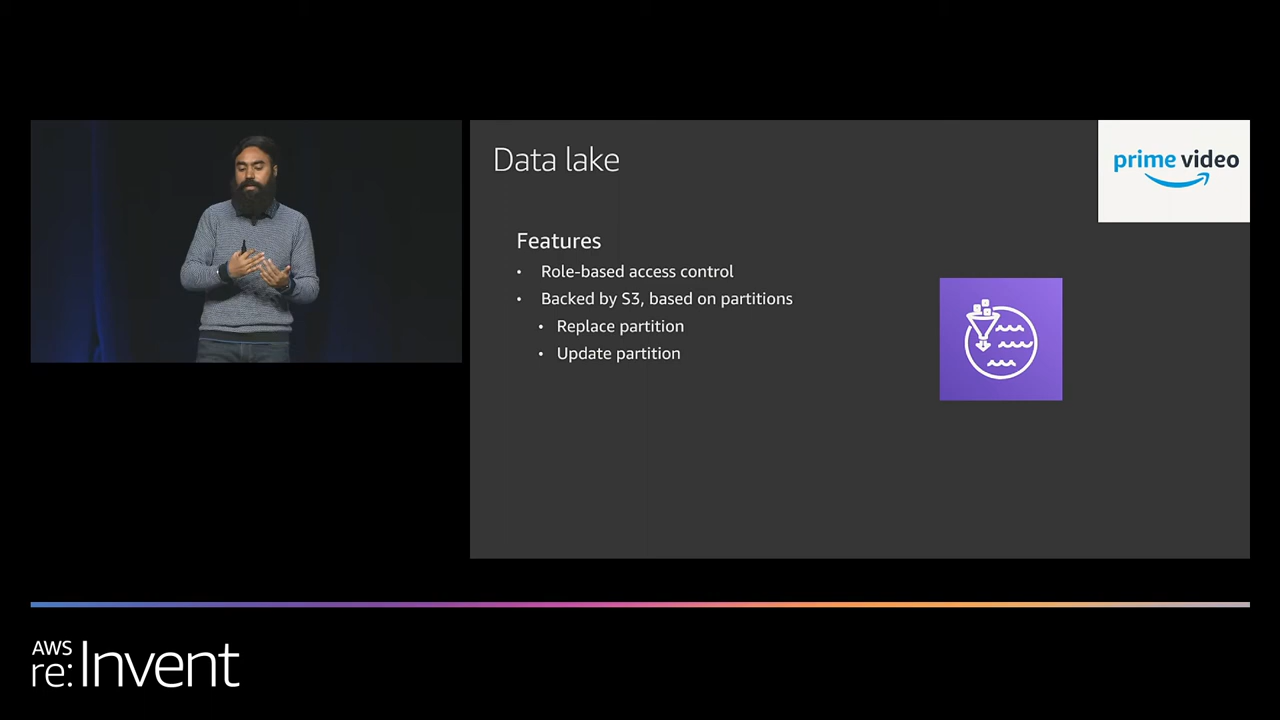 Data lake
prime video
Features
• Role-based access control
• Backed by S3, based on partitions
• Replace partition
• Update partition
AWS
re:Invent